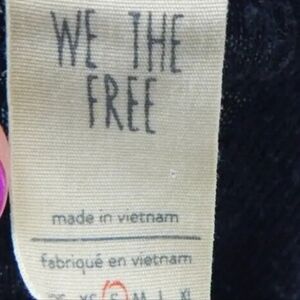 WE THE
FREE
made in vietnam
fabriqué en vietnam
XS S M L XL